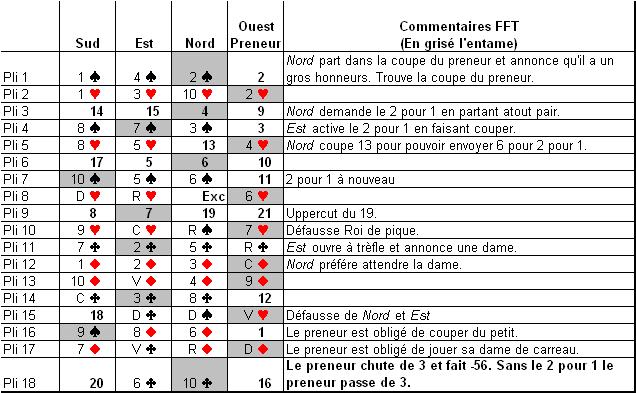 Sud Est Nord Ouest Preneur Commentaires FFT (En grisé l'entame)
Pli 1 1 ♠ 4 ♠ 2 ♠ 2 Nord part dans la coupe du preneur et annonce qu'il a un gros honneurs. Trouve la coupe du preneur.
Pli 2 1 ♥ 3 ♥ 10 ♥ 2 ♥
Pli 3 14 15 4 9 Nord demande le 2 pour 1 en partant atout pair.
Pli 4 8 ♠ 7 ♠ 3 ♠ 3 Est active le 2 pour 1 en faisant couper.
Pli 5 8 ♥ 5 ♥ 13 4 ♥ Nord coupe 13 pour pouvoir envoyer 6 pour 2 pour 1.
Pli 6 17 5 6 10
Pli 7 10 ♠ 5 ♠ 6 ♠ 11 2 pour 1 à nouveau
Pli 8 D ♥ R ♥ Exc 6 ♥
Pli 9 8 7 19 21 Uppercut du 19.
Pli 10 9 ♥ C ♥ R ♠ 7 ♥ Défausse Roi de pique.
Pli 11 7 ♣ 2 ♣ 5 ♣ R ♣ Est ouvre à trèfle et annonce une dame.
Pli 12 1 ♦ 2 ♦ 3 ♦ C ♦ Nord préfére attendre la dame.
Pli 13 10 ♦ V ♦ 4 ♦ 9 ♦
Pli 14 C ♣ 3 ♣ 8 ♣ 12
Pli 15 18 D ♣ D ♠ V ♥ Défausse de Nord et Est
Pli 16 9 ♠ 8 ♦ 6 ♦ 1 Le preneur est obligé de couper du petit.
Pli 17 7 ♦ V ♣ R ♦ D ♦ Le preneur est obligé de jouer sa dame de carreau.
Pli 18 20 6 ♣ 10 ♣ 16 Le preneur chute de 3 et fait -56. Sans le 2 pour 1 le preneur passe de 3.